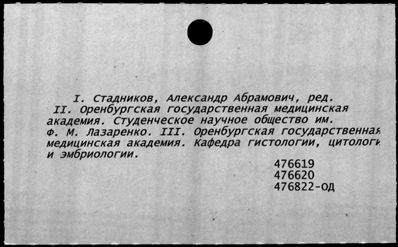 I. Стадников, Александр Абрамович, ред.
II. Оренбургская государственная медицинская
академия. Студенческое научное общество им.
Ф. М. Лазаренко. III. Оренбургская государственная
медицинская академия. Кафедра гистологии, цитологи
и эмбриологии.
476619
476620
476822-ОД